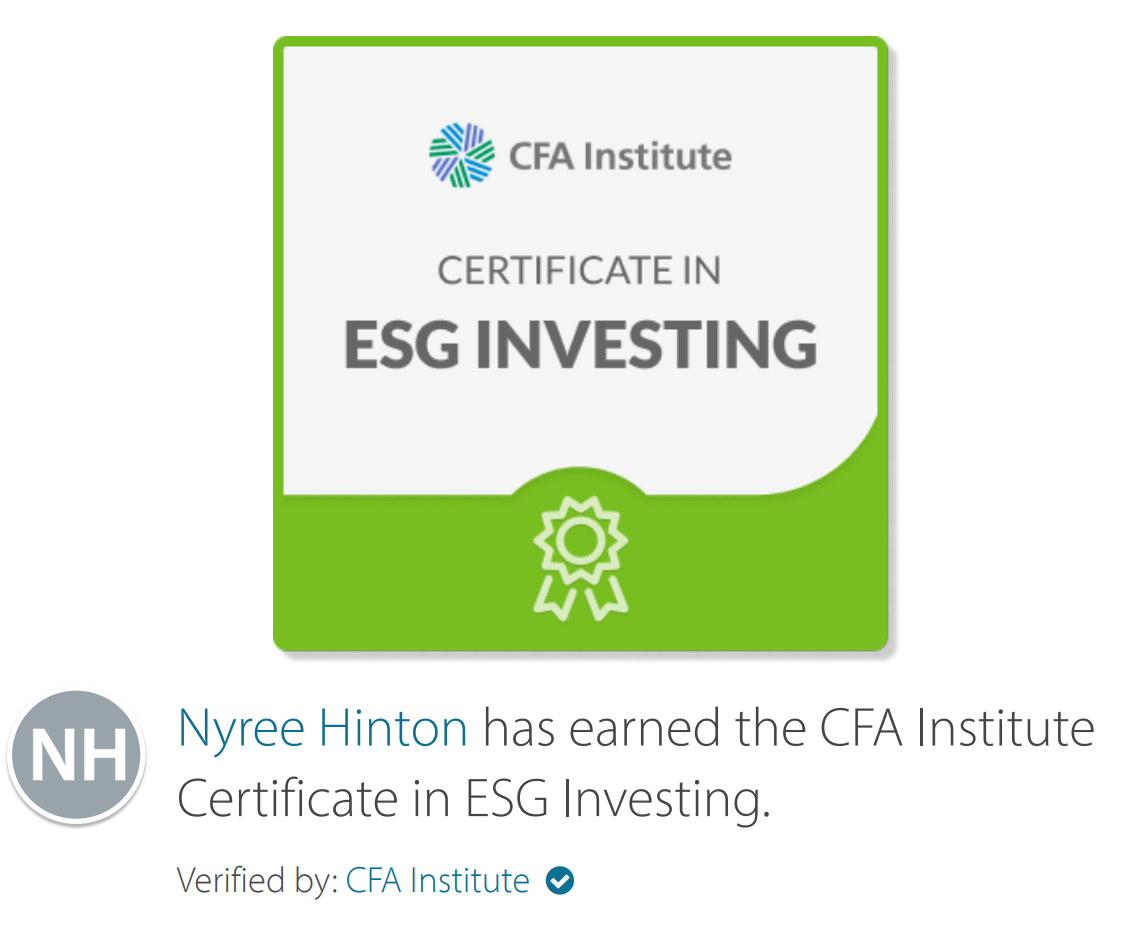 CFA Institute
CERTIFICATE IN
ESG INVESTING
NH
Nyree Hinton has earned the CFA Institute
Certificate in ESG Investing.
Verified by: CFA Institute